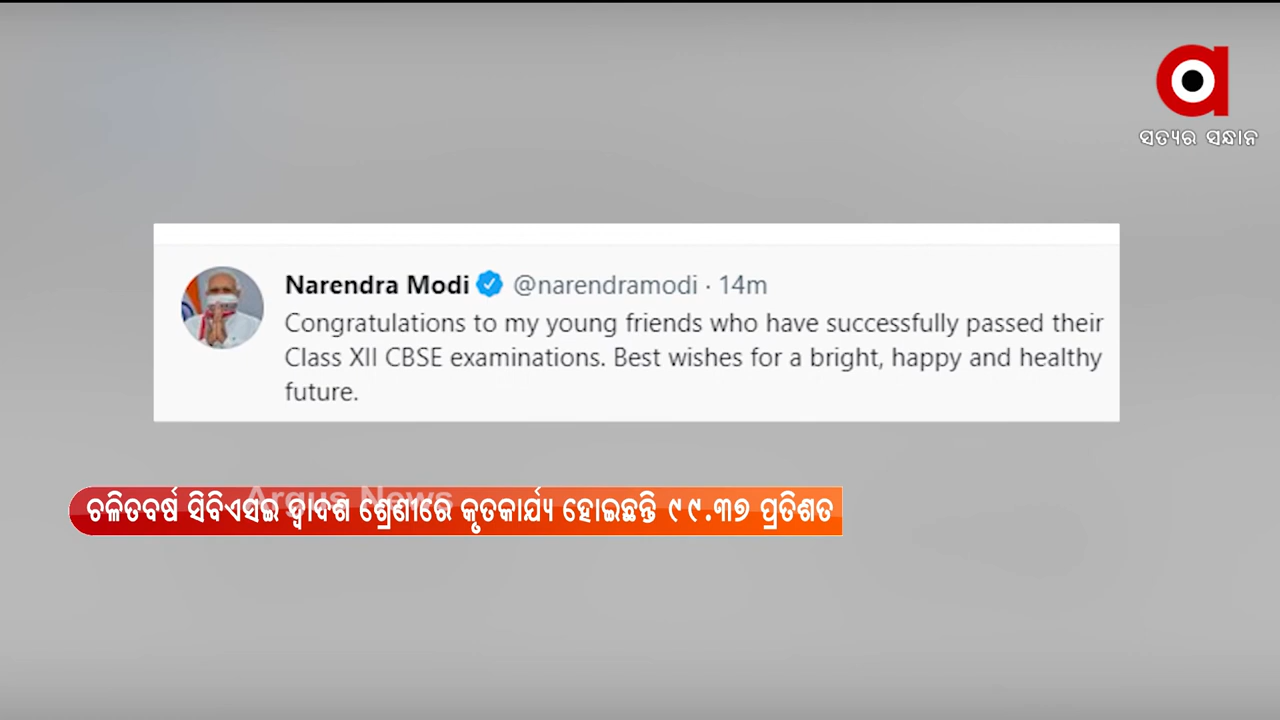 ସତ୍ୟର ସନ୍ଧାନ
Narendra Modi @narendramodi · 14m
Congratulations to my young friends who have successfully passed their
Class XII CBSE examinations. Best wishes for a bright, happy and healthy
future.
Argus News
ଚଳିତବର୍ଷ ସିବିଏସଇ ଦ୍ୱାଦଶ ଶ୍ରେଣୀରେ କୃତକାର୍ଯ୍ୟ ହୋଇଛନ୍ତି ୯୯.୩୭ ପ୍ରତିଶତ